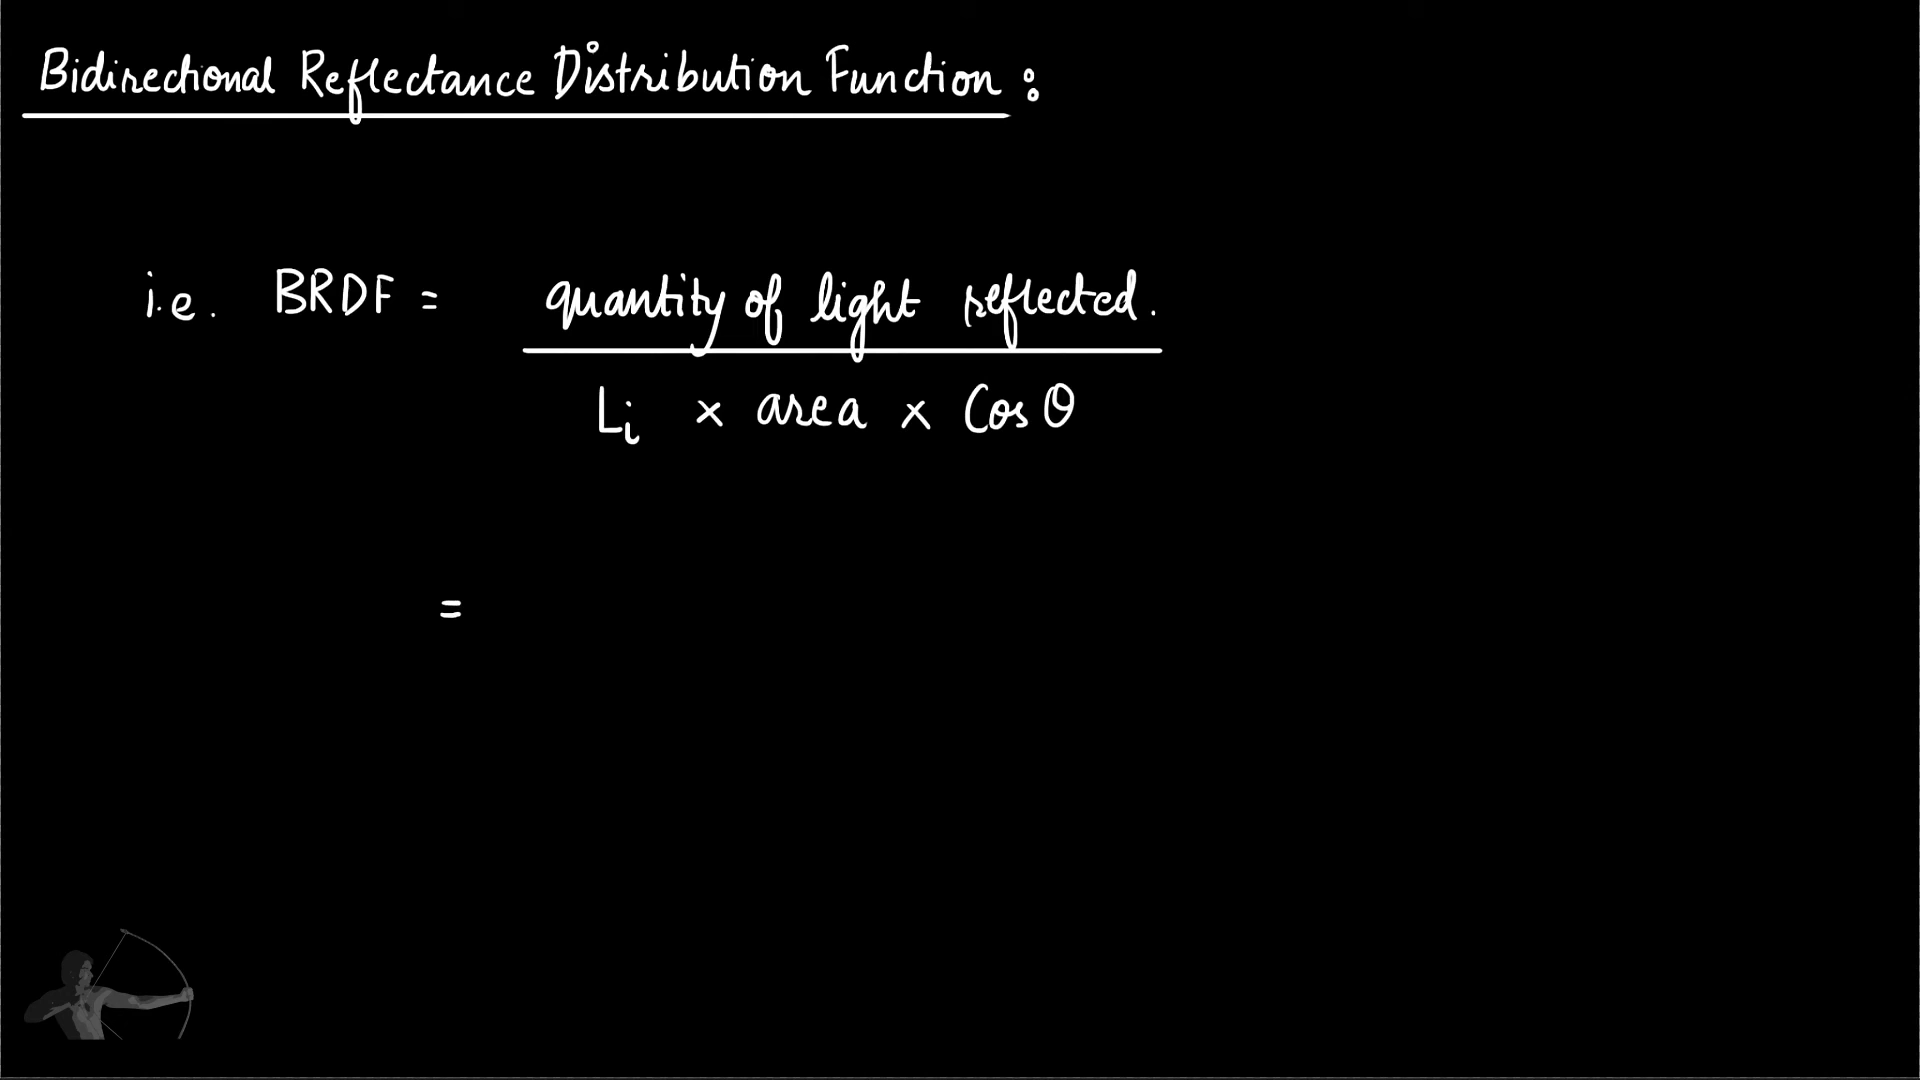 Bidirectional Reflectance Distribution Function :
i.e. BRDF = quantity of light reflected.
Li × area × Cos θ
=